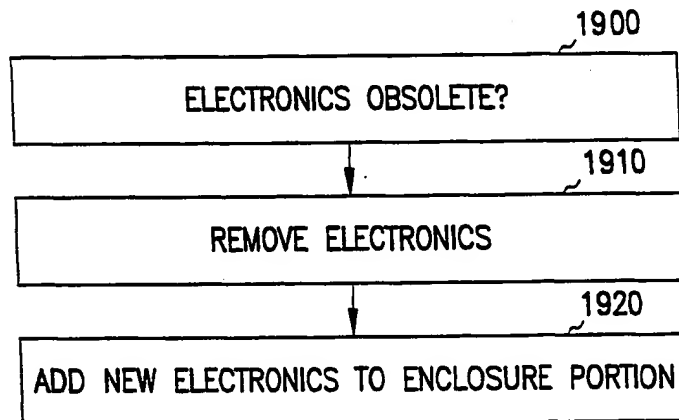 1900
ELECTRONICS OBSOLETE?
1910
REMOVE ELECTRONICS
1920
ADD NEW ELECTRONICS TO ENCLOSURE PORTION